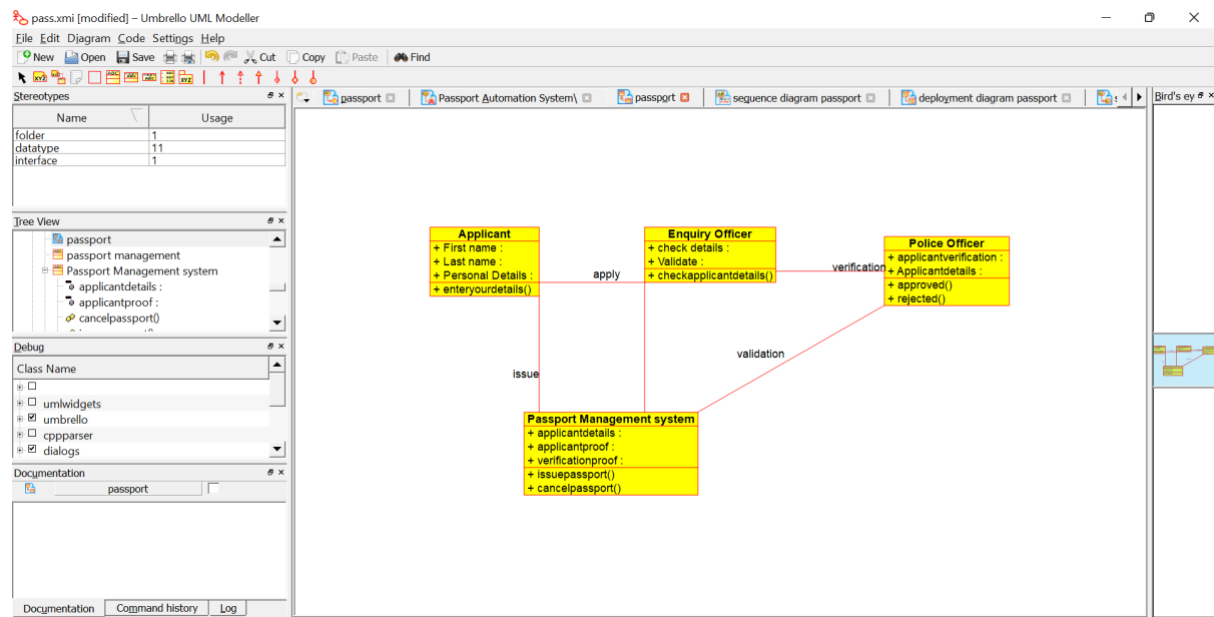 pass.xmi [modified] – Umbrello UML Modeller
File Edit Diagram Code Settings Help
New Open Save Cut Copy Paste Find
Stereotypes
Name Usage
folder 1
datatype 11
interface 1
Tree View
passport
passport management
Passport Management system
applicantdetails :
applicantproof :
cancelpassport()
Debug
Class Name
umlwidgets
umbrello
cppparser
dialogs
Documentation
passport
Documentation Command history Log
passport Passport Automation System\ passport sequence diagram passport deployment diagram passport
Bird's ey
Applicant
+ First name :
+ Last name :
+ Personal Details :
+ enteryourdetails()
apply
Enquiry Officer
+ check details :
+ Validate :
+ checkapplicantdetails()
verification
Police Officer
+ applicantverification :
+ Applicantdetails :
+ approved()
+ rejected()
validation
issue
Passport Management system
+ applicantdetails :
+ applicantproof :
+ verificationproof :
+ issuepassport()
+ cancelpassport()